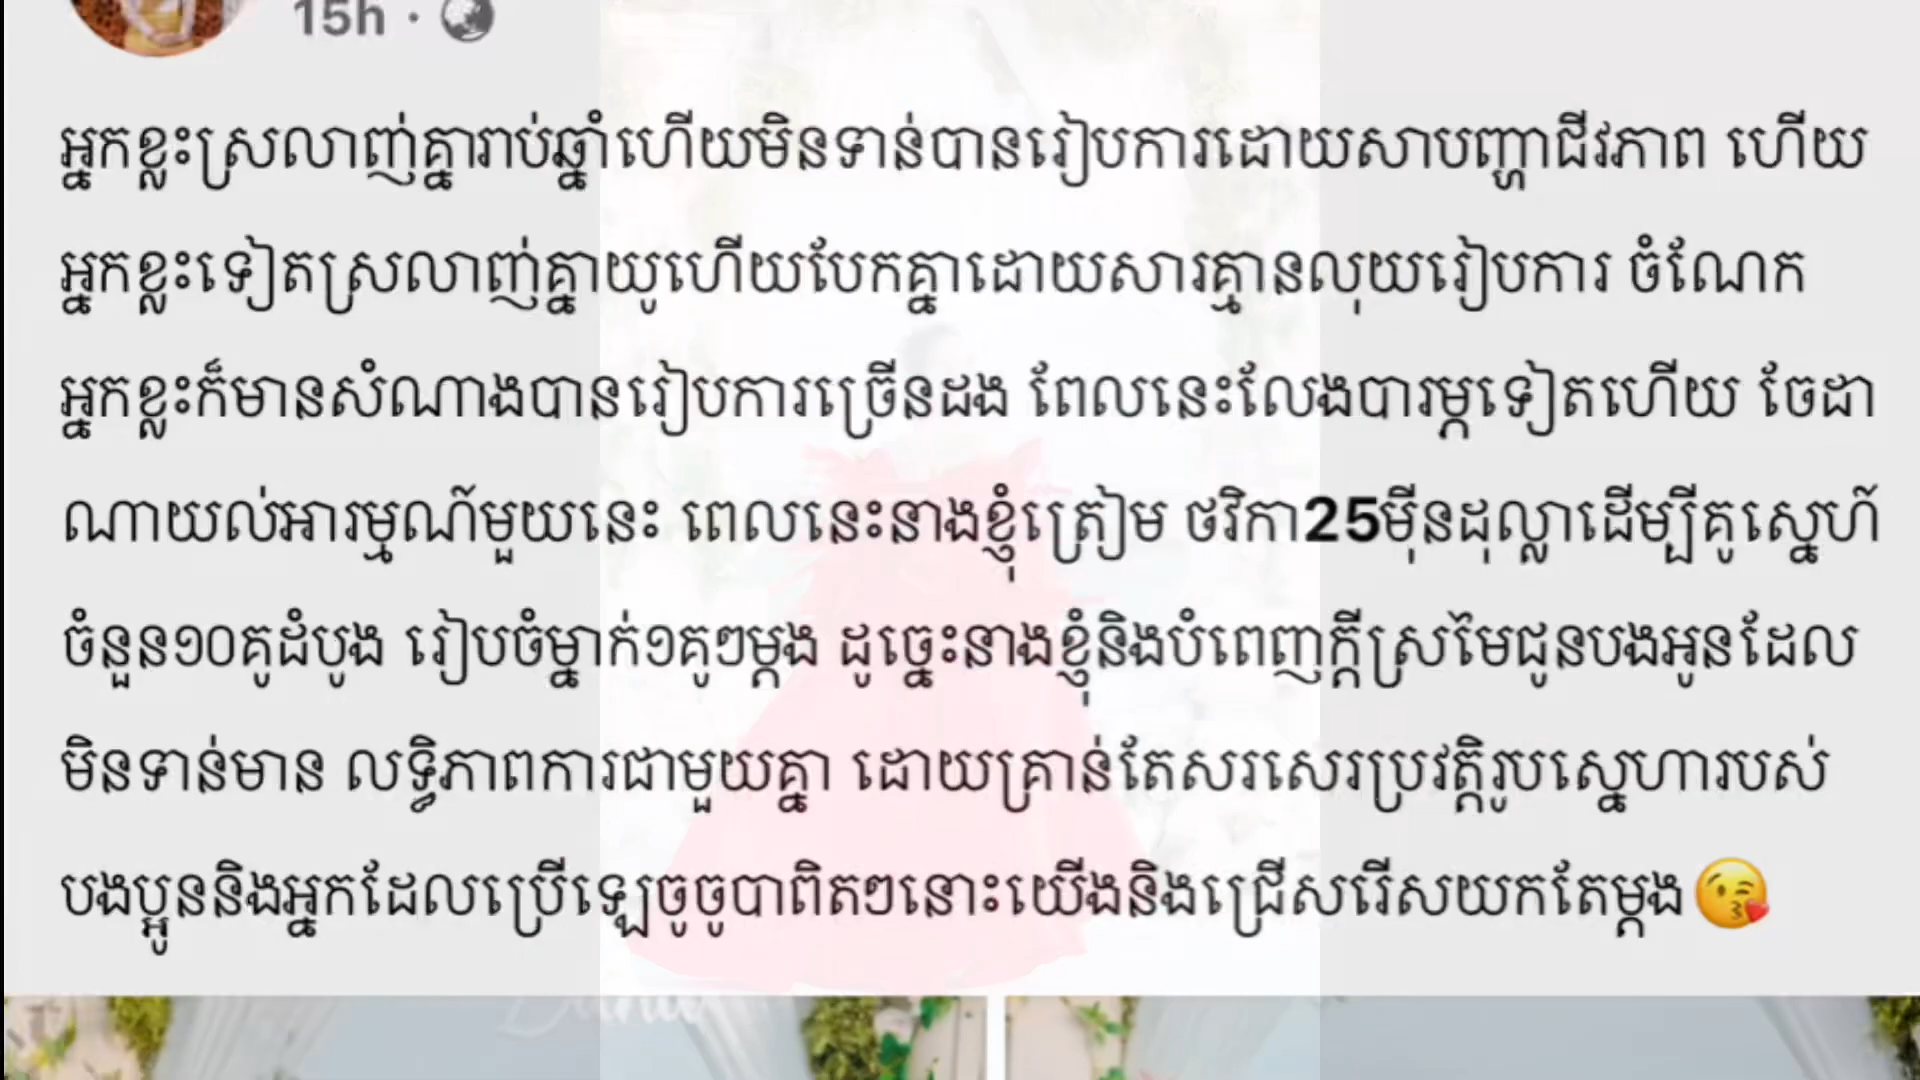 15h ·
អ្នកខ្លះស្រលាញ់គ្នារាប់ឆ្នាំហើយមិនទាន់បានរៀបការដោយសាបញ្ហាជីវភាព ហើយ
អ្នកខ្លះទៀតស្រលាញ់គ្នាយូហើយបែកគ្នាដោយសារគ្មានលុយរៀបការ ចំណែក
អ្នកខ្លះក៏មានសំណាងបានរៀបការច្រើនដង ពែលនេះលែងបារម្ភទៀតហើយ ចែដា
ណាយល់អារម្មណ៍មួយនេះ ពេលនេះនាងខ្ញុំត្រៀម ថវិកា25ម៉ឺនដុល្លាដើម្បីគូស្នេហ៍
ចំនួន១០គូដំបូង រៀបចំម្នាក់១គូៗម្ដង ដូច្នេះនាងខ្ញុំនិងបំពេញក្ដីស្រមៃជូនបងអូនដែល
មិនទាន់មាន លទ្ធិភាពការជាមួយគ្នា ដោយគ្រាន់តែសរសេរប្រវត្តិរូបស្នេហារបស់
បងប្អូននិងអ្នកដែលប្រើឡេចូចូបាពិតៗនោះយើងនិងជ្រើសរើសយកតែម្ដង😘